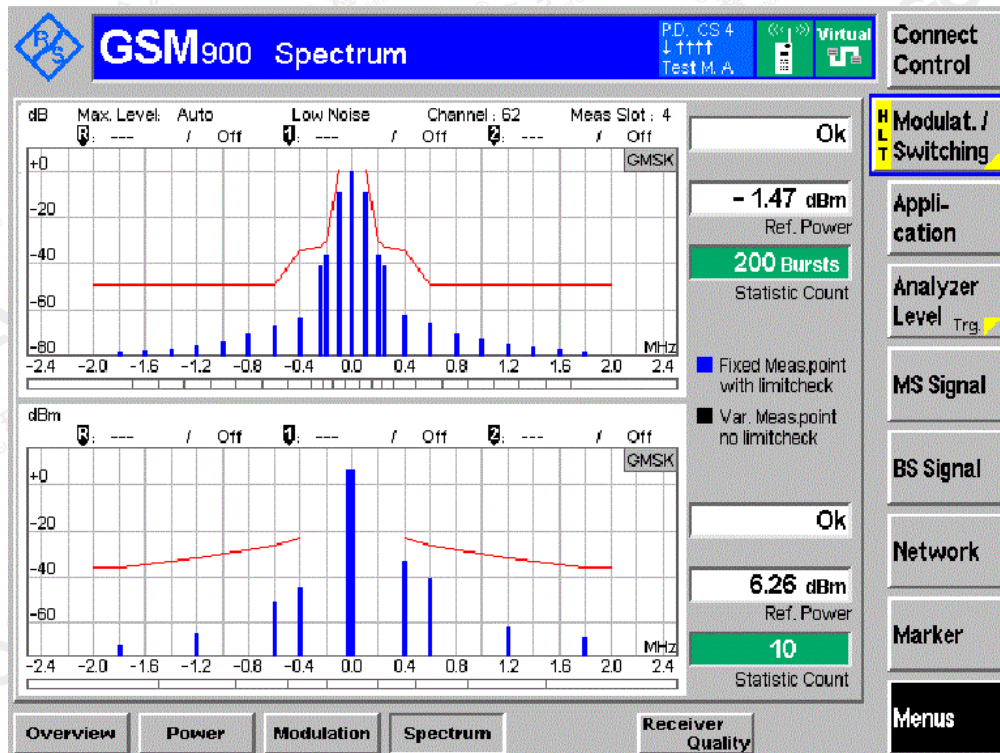 R/S
GSM900 Spectrum
P.D. CS 4
↓ ↑↑↑↑
Test M. A.
Virtual
Connect
Control
dB Max. Level: Auto Low Noise Channel : 62 Meas Slot : 4
R: --- / Off 1: --- / Off 2: --- / Off
GMSK
+0
-20
-40
-60
-80
MHz
-2.4 -2.0 -1.6 -1.2 -0.8 -0.4 0.0 0.4 0.8 1.2 1.6 2.0 2.4
Ok
- 1.47 dBm
Ref. Power
200 Bursts
Statistic Count
Fixed Meas.point
with limitcheck
Var. Meas.point
no limitcheck
dBm
R: --- / Off 1: --- / Off 2: --- / Off
GMSK
+0
-20
-40
-60
MHz
-2.4 -2.0 -1.6 -1.2 -0.8 -0.4 0.0 0.4 0.8 1.2 1.6 2.0 2.4
Ok
6.26 dBm
Ref. Power
10
Statistic Count
HLT
Modulat. /
Switching
Appli-
cation
Analyzer
Level Trg.
MS Signal
BS Signal
Network
Marker
Menus
Overview
Power
Modulation
Spectrum
Receiver
Quality